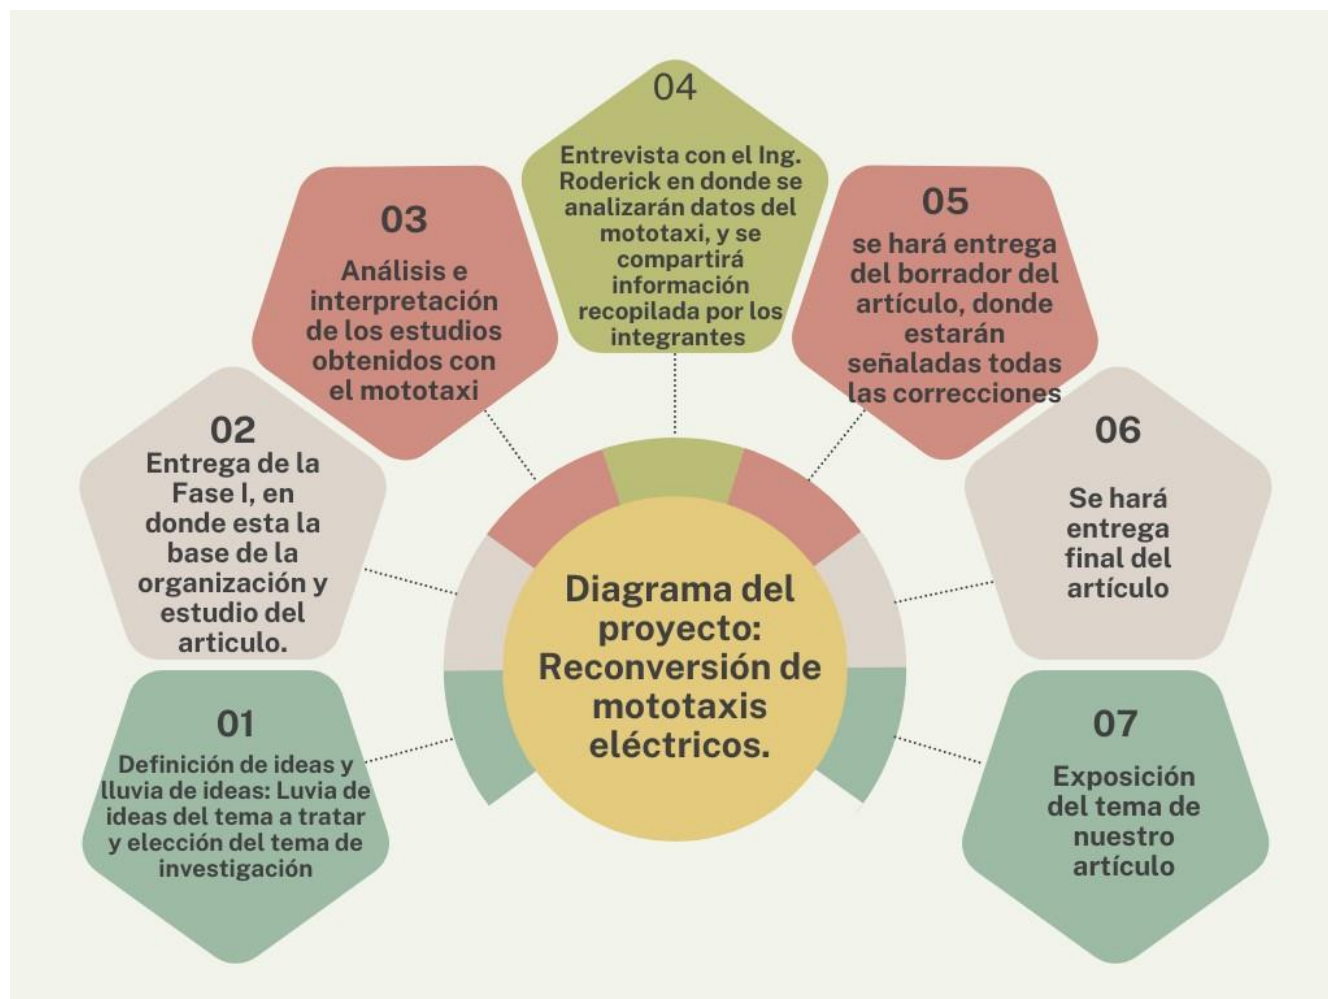 01
Definición de ideas y
lluvia de ideas: Luvia de
ideas del tema a tratar
y elección del tema de
investigación
02
Entrega de la
Fase I, en
donde esta la
base de la
organización y
estudio del
articulo.
03
Análisis e
interpretación
de los estudios
obtenidos con
el mototaxi
04
Entrevista con el Ing.
Roderick en donde se
analizarán datos del
mototaxi, y se
compartirá
información
recopilada por los
integrantes
05
se hará entrega
del borrador del
artículo, donde
estarán
señaladas todas
las correcciones
06
Se hará
entrega
final del
artículo
07
Exposición
del tema de
nuestro
artículo
Diagrama del
proyecto:
Reconversión de
mototaxis
eléctricos.